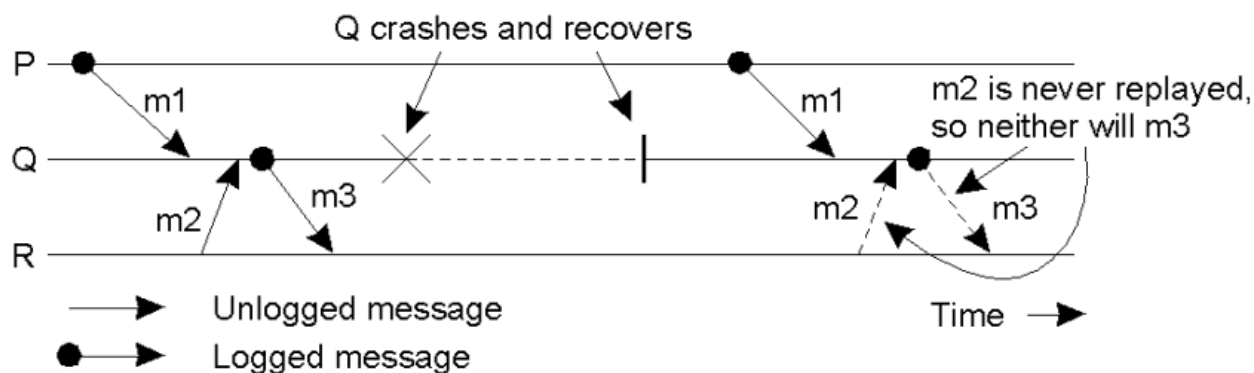 Q crashes and recovers
P
m1
m1
m2 is never replayed,
so neither will m3
Q
m2
m3
m2
m3
R
Unlogged message
Time
Logged message